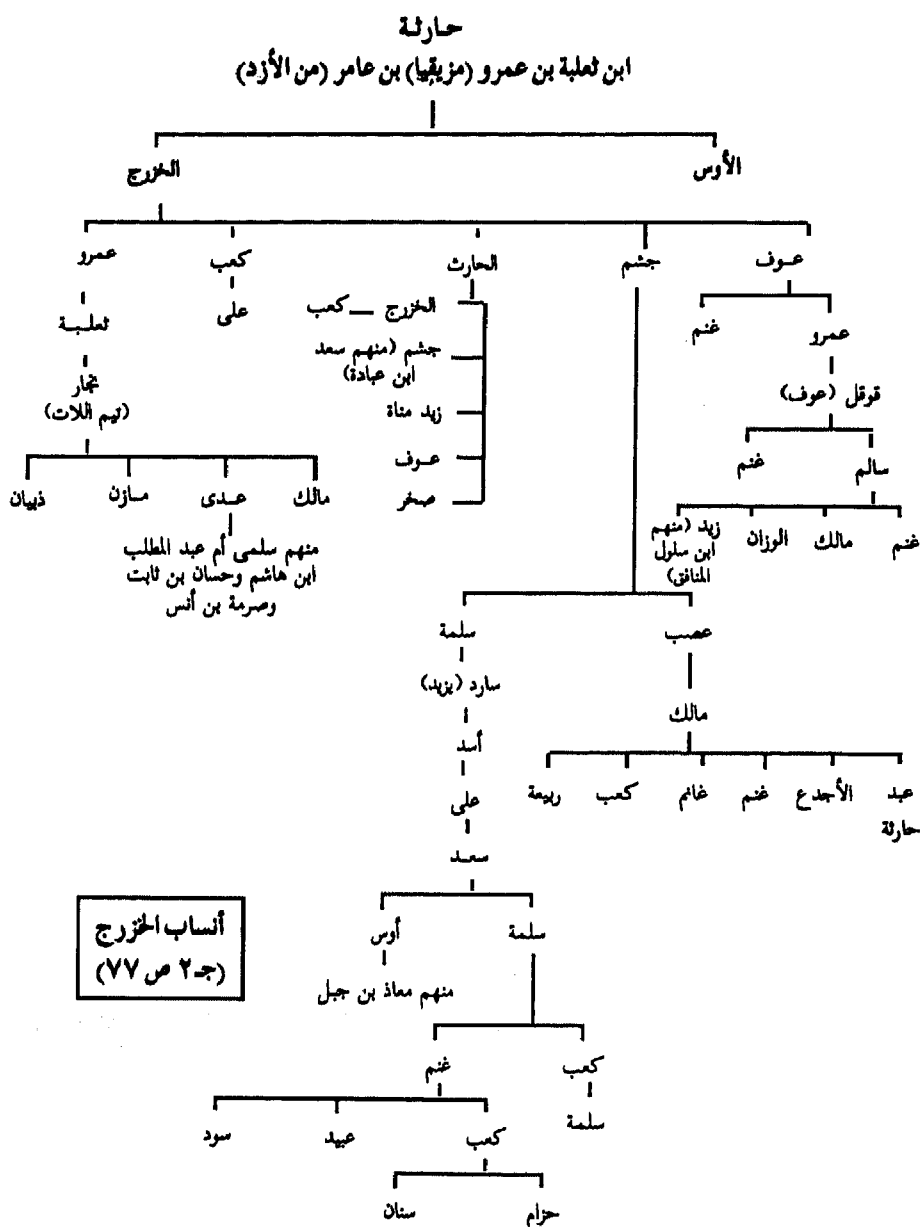 حارثة
ابن ثعلبة بن عمرو (مزيقيا) بن عامر (من الأزد)
الأوس
الخزرج
عوف
جشم
الحارث
كعب
عمرو
عمرو
غنم
الخزرج — كعب
على
ثعلبة
جشم (منهم سعد
ابن عبادة)
نجار
(تيم اللات)
قوقل (عوف)
زيد مناة
سالم
غنم
عوف
مالك
عدى
مازن
ذبيان
صخر
غنم
مالك
الوزان
زيد (منهم
ابن سلول
المنافق)
منهم سلمى أم عبد المطلب
ابن هاشم وحسان بن ثابت
وصرمة بن أنس
عصب
سلمة
سارد (يزيد)
مالك
أسد
عبد
حارثة
الأجدع
غنم
غانم
كعب
ربيعة
على
سعد
سلمة
أوس
منهم معاذ بن جبل
أنساب الخزرج
(جـ٢ ص ٧٧)
كعب
غنم
سلمة
كعب
عبيد
سود
حزام
سنان